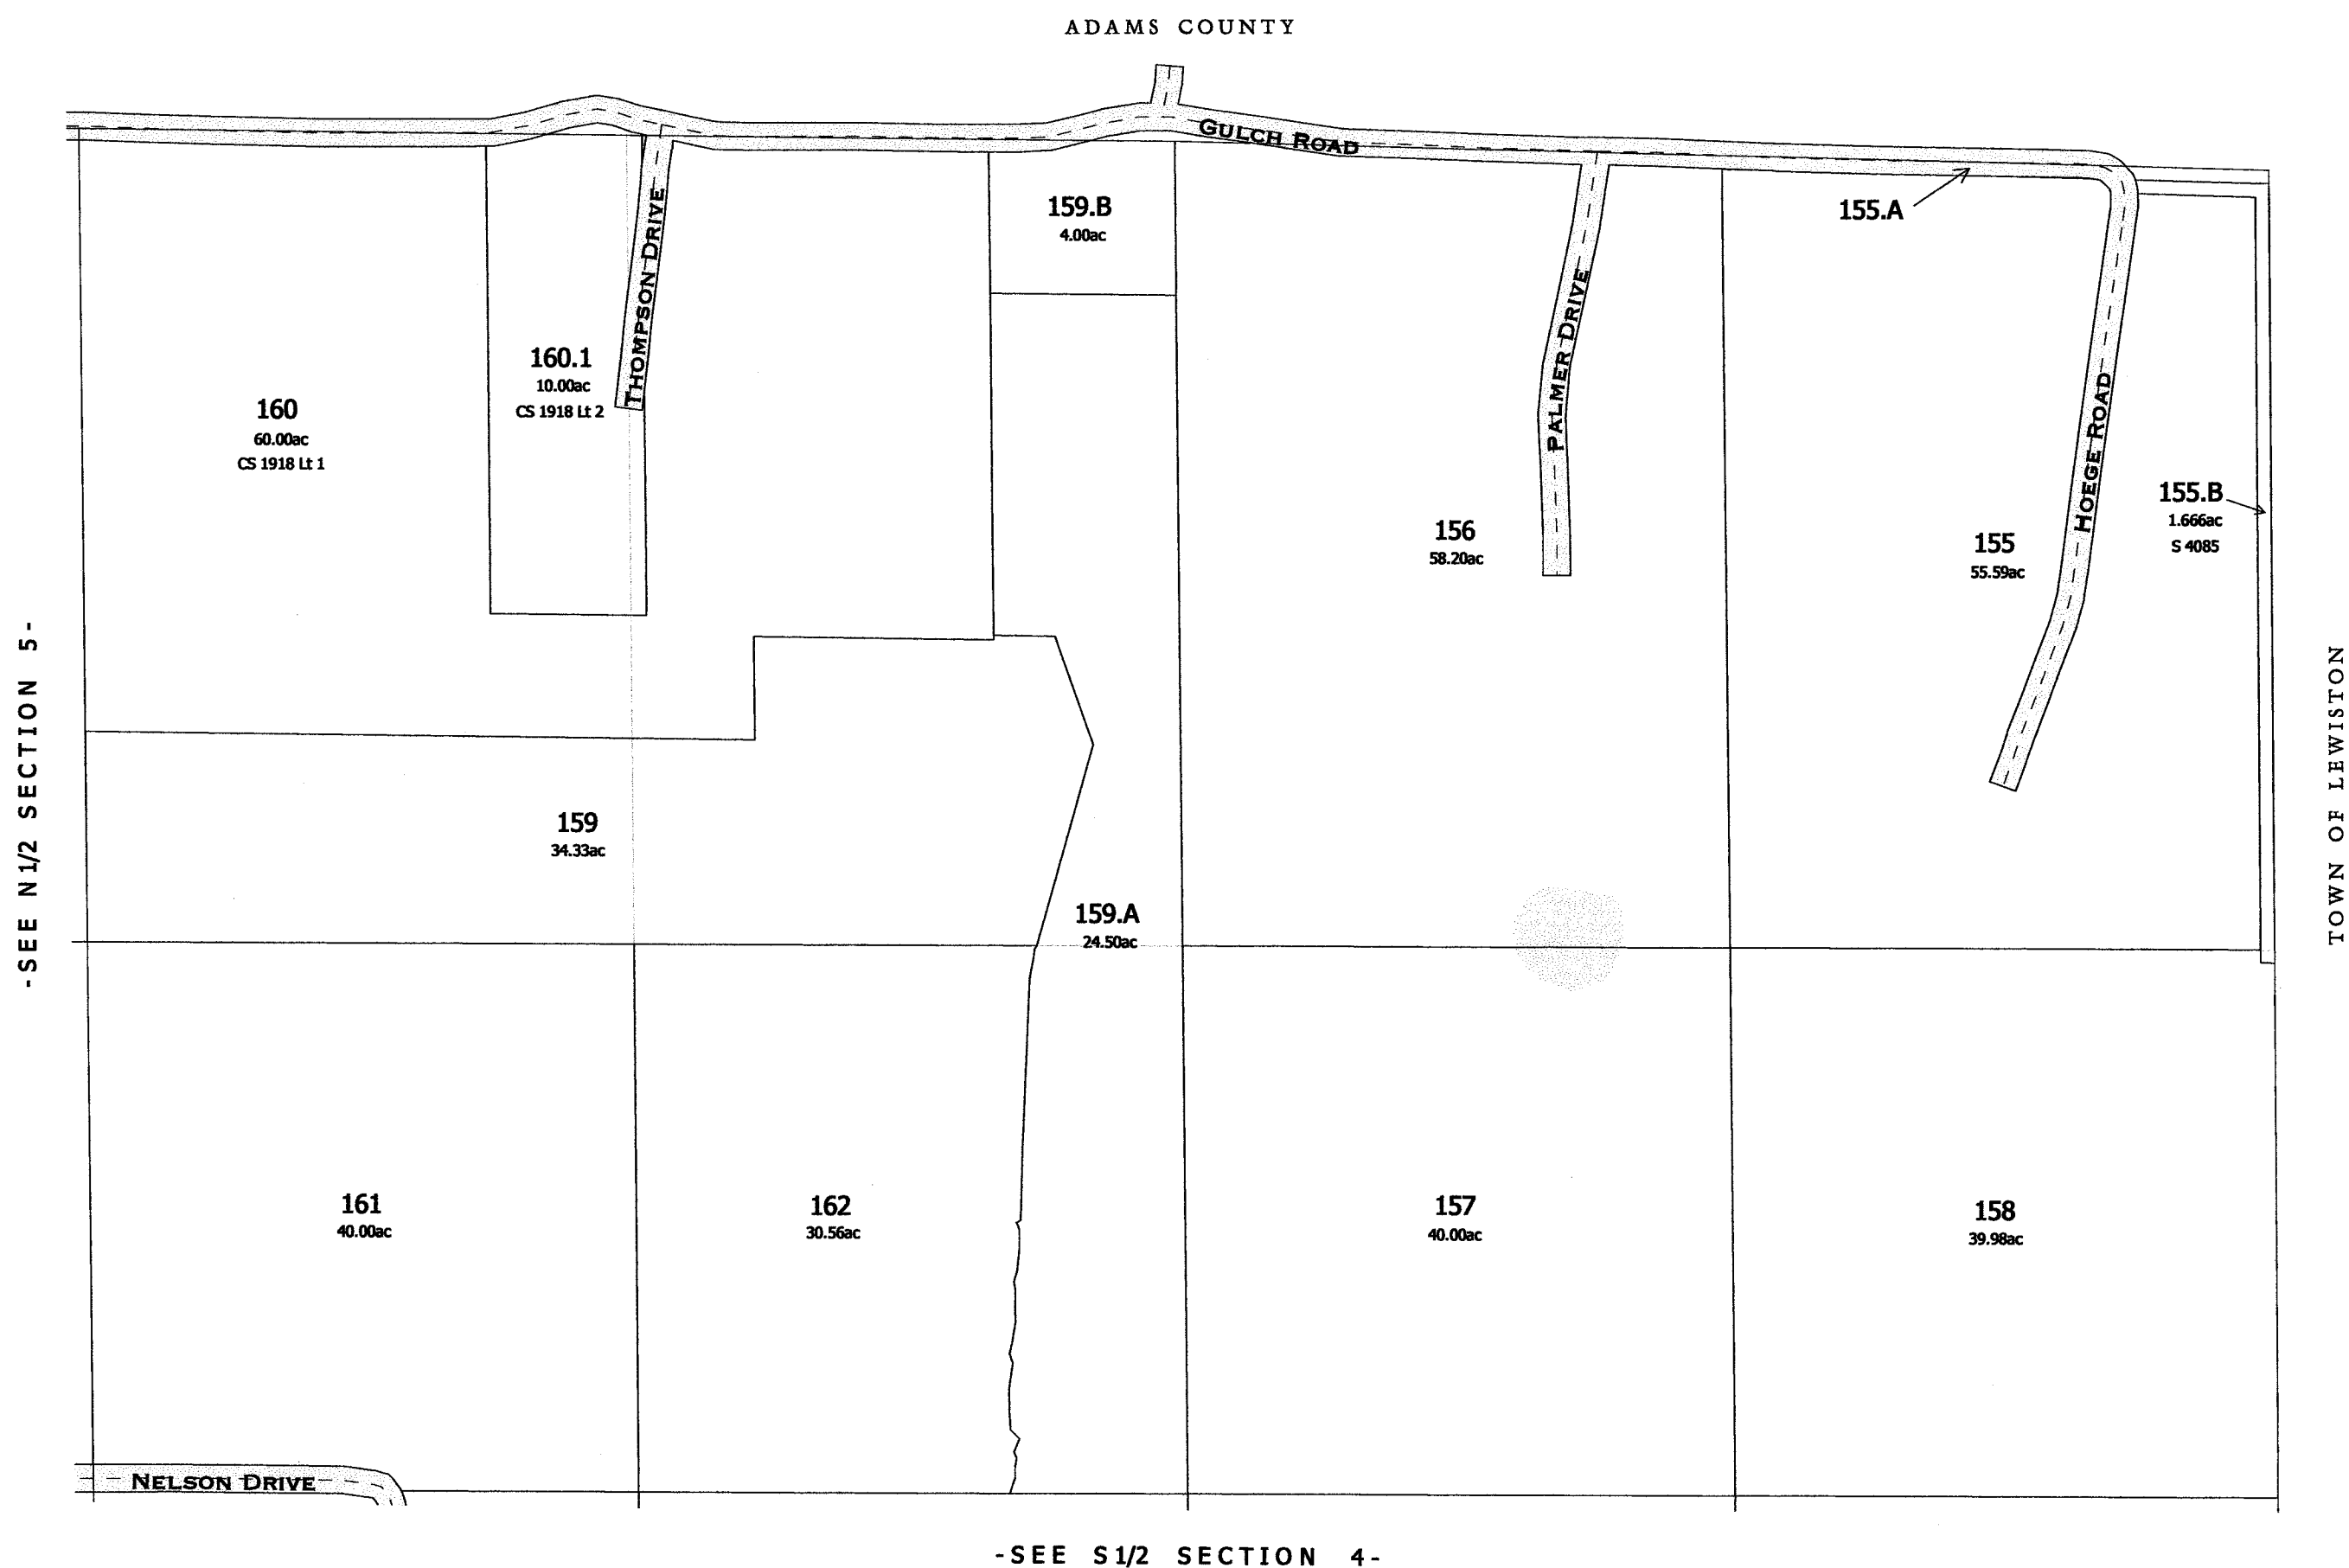 ADAMS COUNTY
GULCH ROAD
THOMPSON DRIVE
159.B
4.00ac
155.A
PALMER DRIVE
HOEGE ROAD
160.1
10.00ac
CS 1918 Lt 2
160
60.00ac
CS 1918 Lt 1
155.B
1.666ac
S 4085
156
58.20ac
155
55.59ac
-SEE N1/2 SECTION 5-
TOWN OF LEWISTON
159
34.33ac
159.A
24.50ac
161
40.00ac
162
30.56ac
157
40.00ac
158
39.98ac
NELSON DRIVE
-SEE S1/2 SECTION 4-